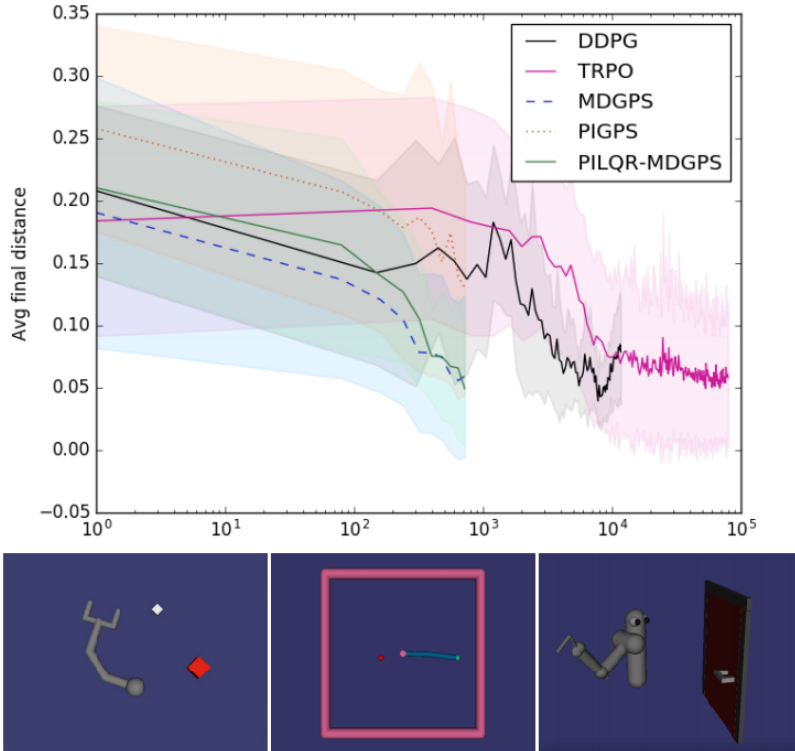 0.35
0.30
0.25
0.20
0.15
0.10
0.05
0.00
−0.05
Avg final distance
DDPG
TRPO
MDGPS
PIGPS
PILQR-MDGPS
10⁰ 10¹ 10² 10³ 10⁴ 10⁵